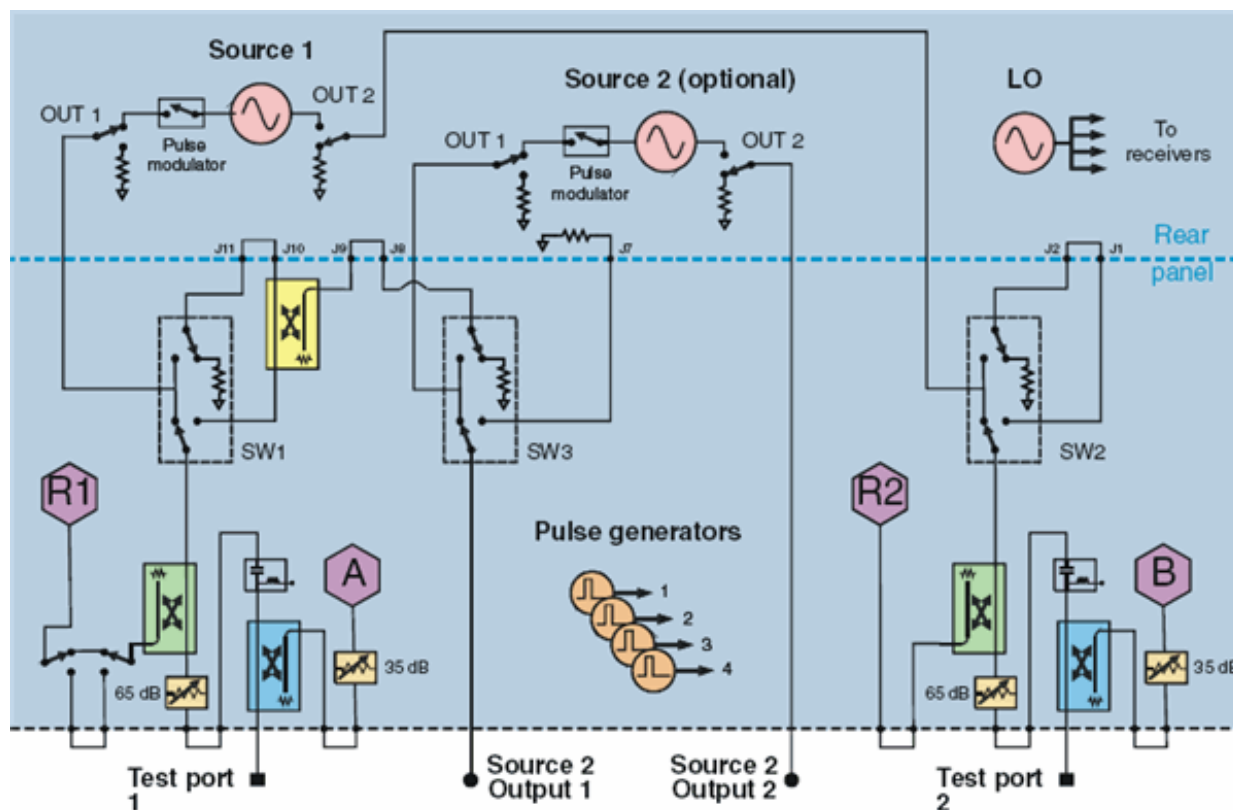 Source 1
OUT 1
OUT 2
Pulse
modulator
Source 2 (optional)
OUT 1
OUT 2
Pulse
modulator
LO
To
receivers
J11
J10
J9
J8
J7
J2
J1
Rear
panel
SW1
SW3
SW2
R1
A
R2
B
Pulse generators
1
2
3
4
65 dB
35 dB
65 dB
35 dB
Test port
1
Source 2
Output 1
Source 2
Output 2
Test port
2